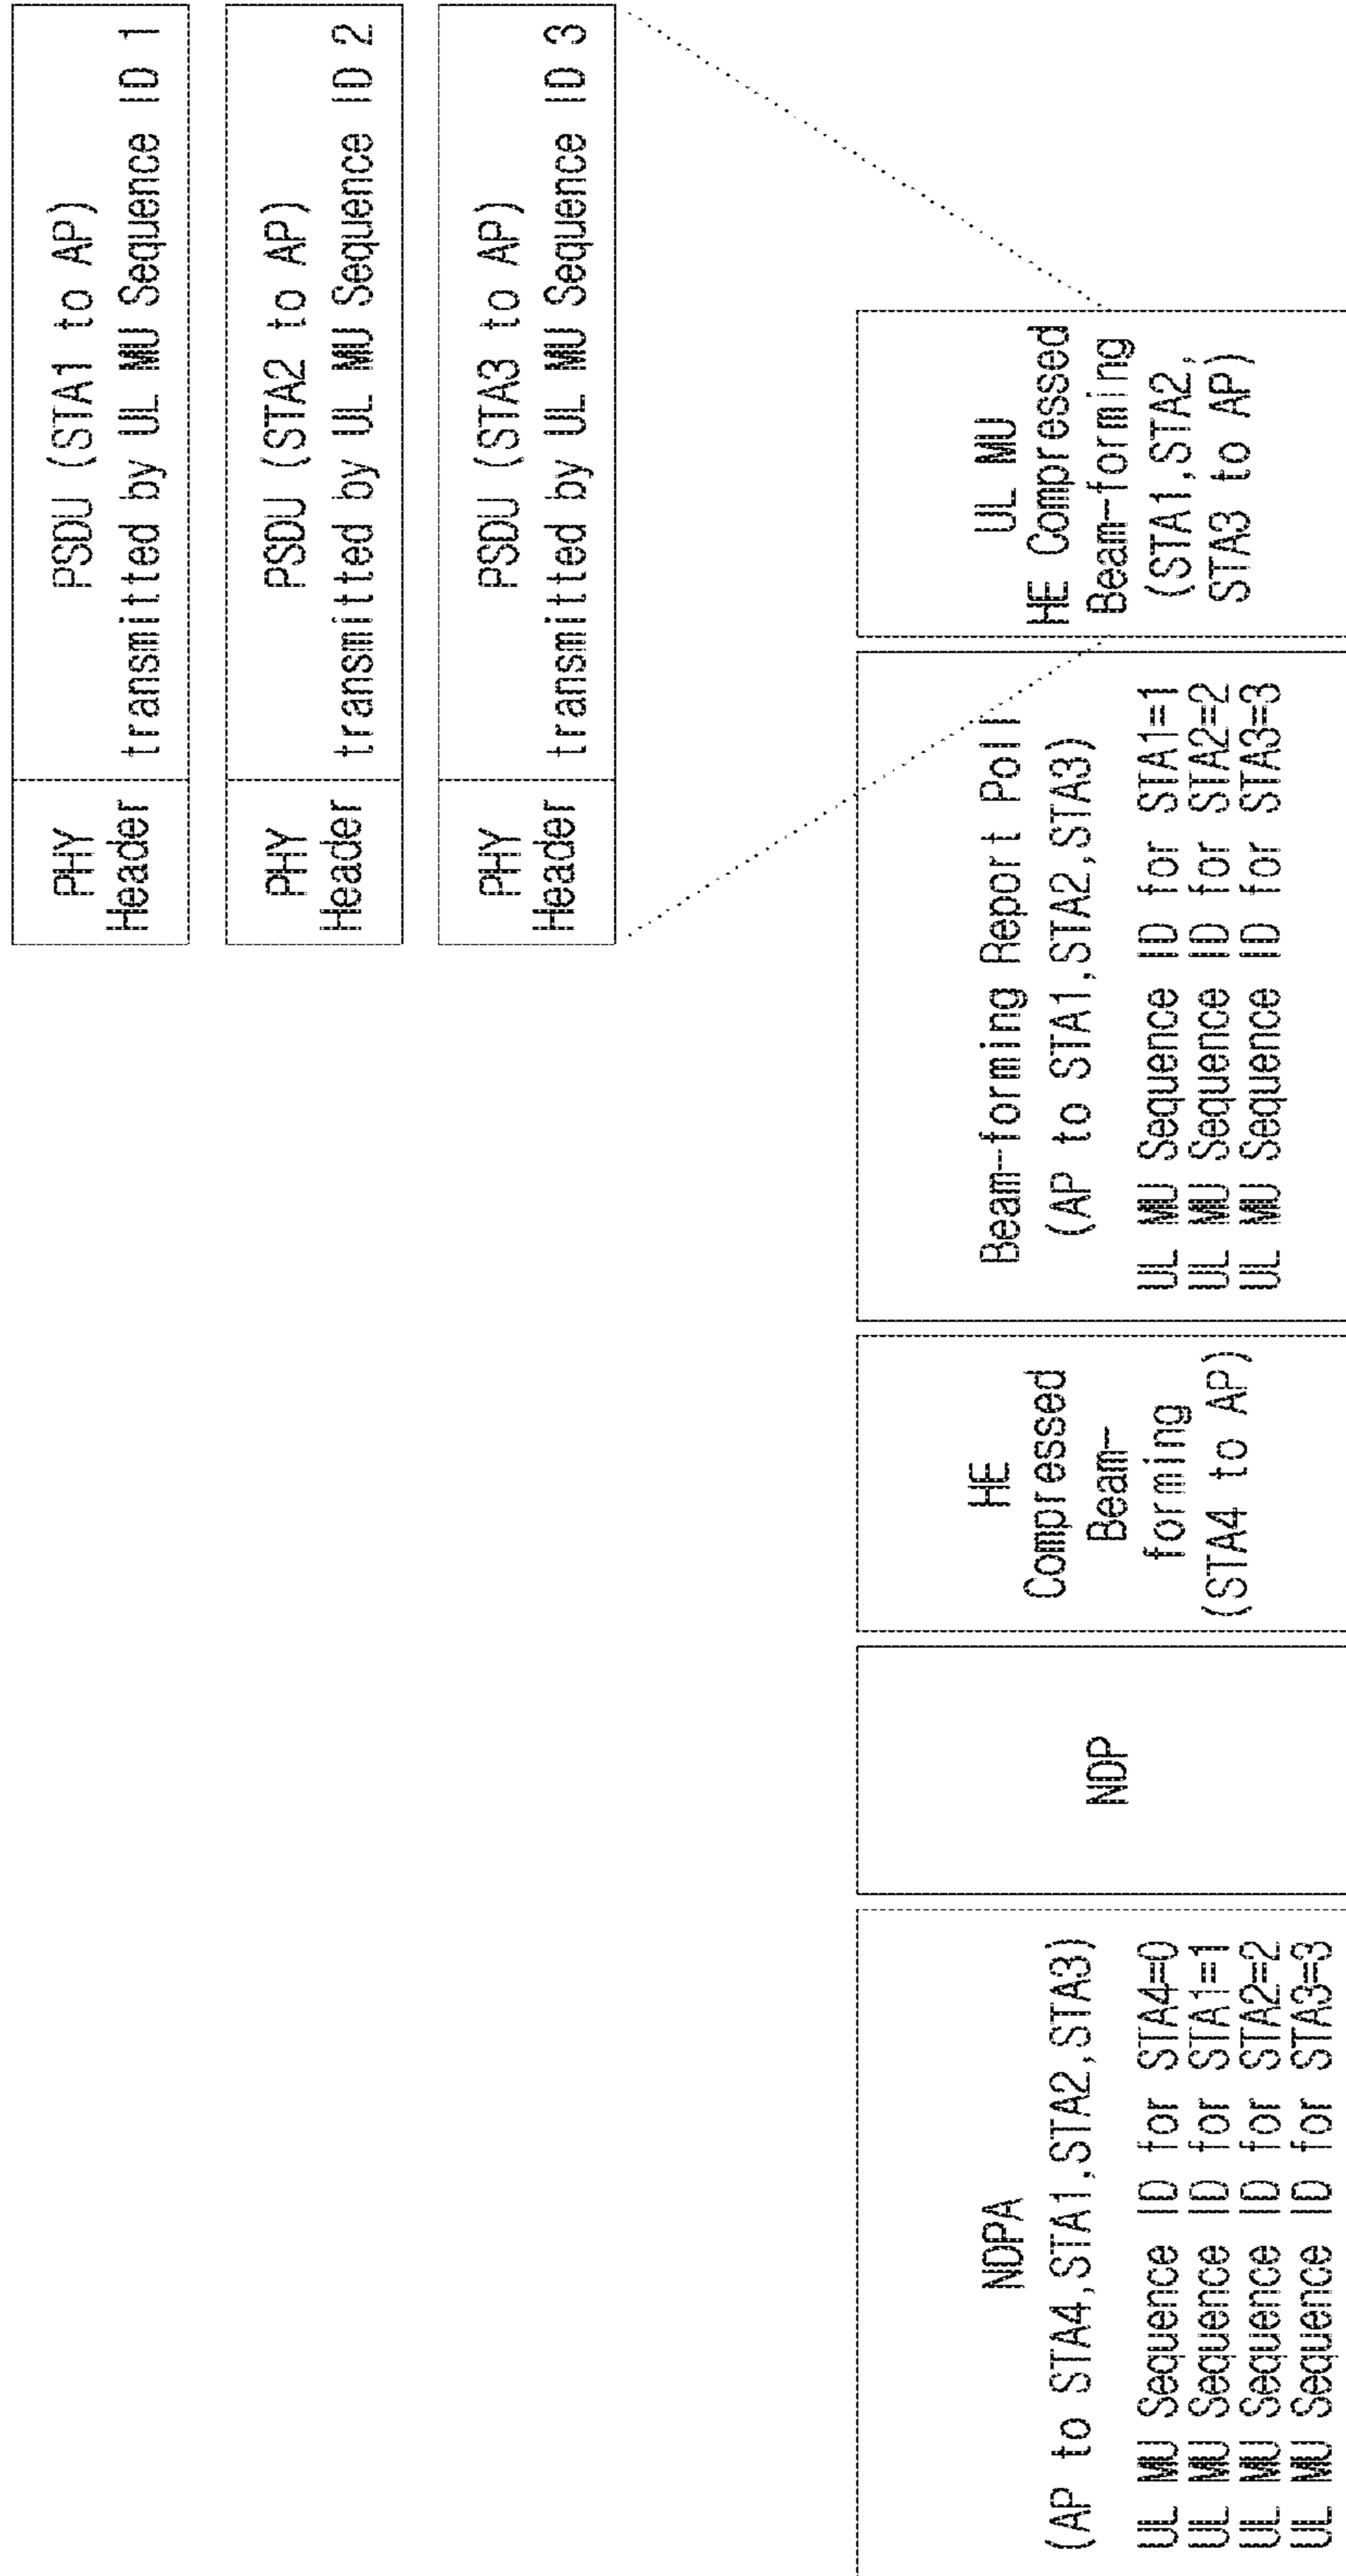 PHY
Header
PSDU (STA1 to AP)
transmitted by UL MU Sequence ID 1
PHY
Header
PSDU (STA2 to AP)
transmitted by UL MU Sequence ID 2
PHY
Header
PSDU (STA3 to AP)
transmitted by UL MU Sequence ID 3
NDPA
(AP to STA4,STA1,STA2,STA3)
UL MU Sequence ID for STA4=0
UL MU Sequence ID for STA1=1
UL MU Sequence ID for STA2=2
UL MU Sequence ID for STA3=3
NDP
HE
Compressed
Beam-
forming
(STA4 to AP)
Beam-forming Report Poll
(AP to STA1,STA2,STA3)
UL MU Sequence ID for STA1=1
UL MU Sequence ID for STA2=2
UL MU Sequence ID for STA3=3
UL MU
HE Compressed
Beam-forming
(STA1,STA2,
STA3 to AP)